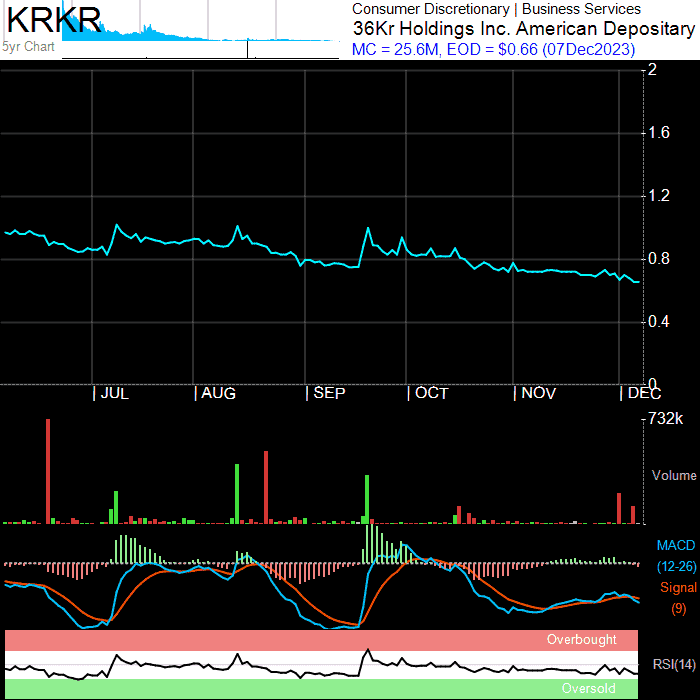 KRKR
5yr Chart
Consumer Discretionary | Business Services
36Kr Holdings Inc. American Depositary
MC = 25.6M, EOD = $0.66 (07Dec2023)
2
1.6
1.2
0.8
0.4
0
| JUL | AUG | SEP | OCT | NOV | DEC
732k
Volume
MACD
(12-26)
Signal
(9)
Overbought
RSI(14)
Oversold